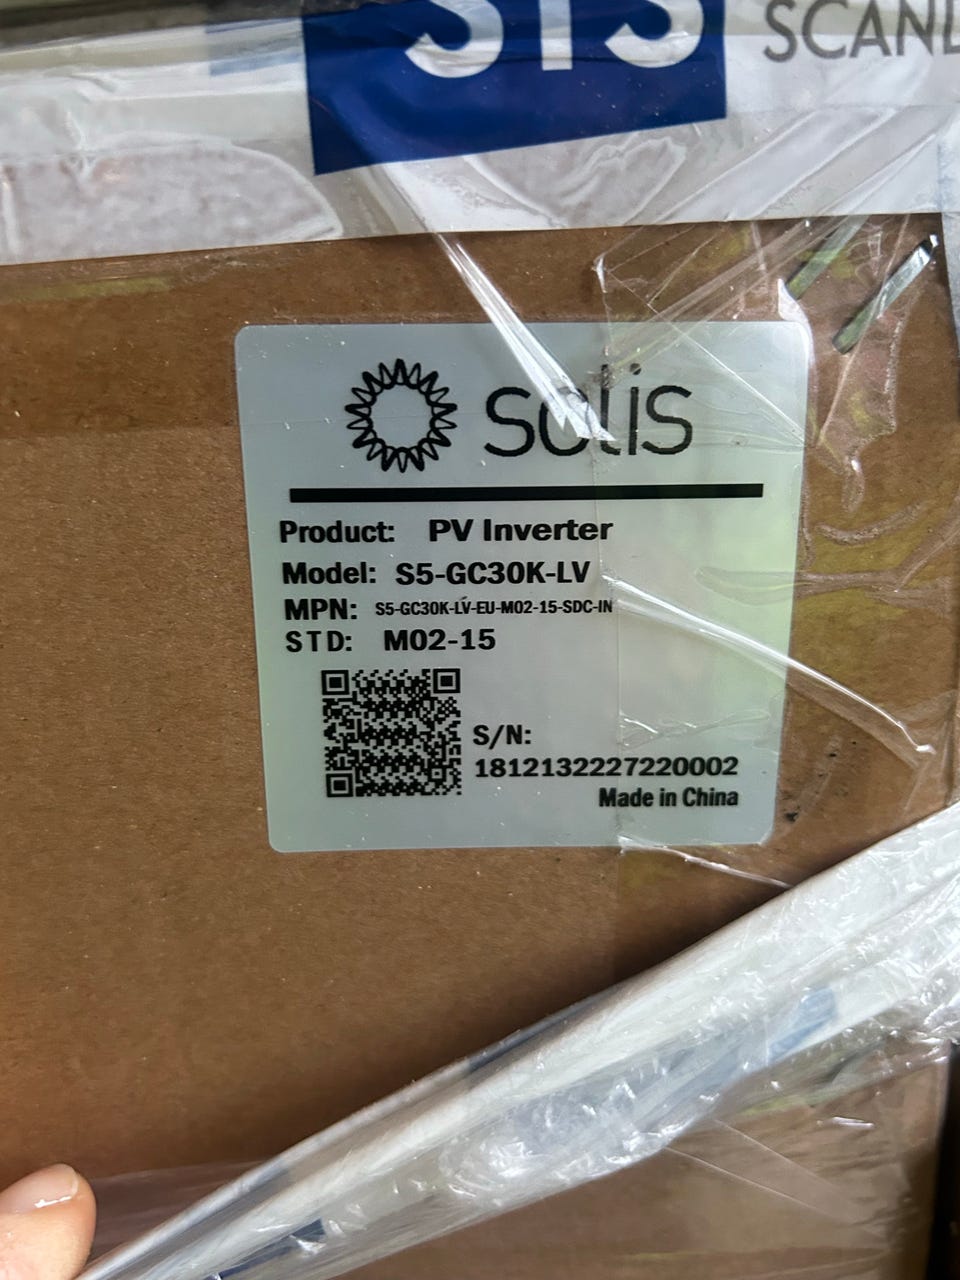 solis
Product: PV Inverter
Model: S5-GC30K-LV
MPN: S5-GC30K-LV-EU-M02-15-SDC-IN
STD: M02-15
S/N:
1812132227220002
Made in China